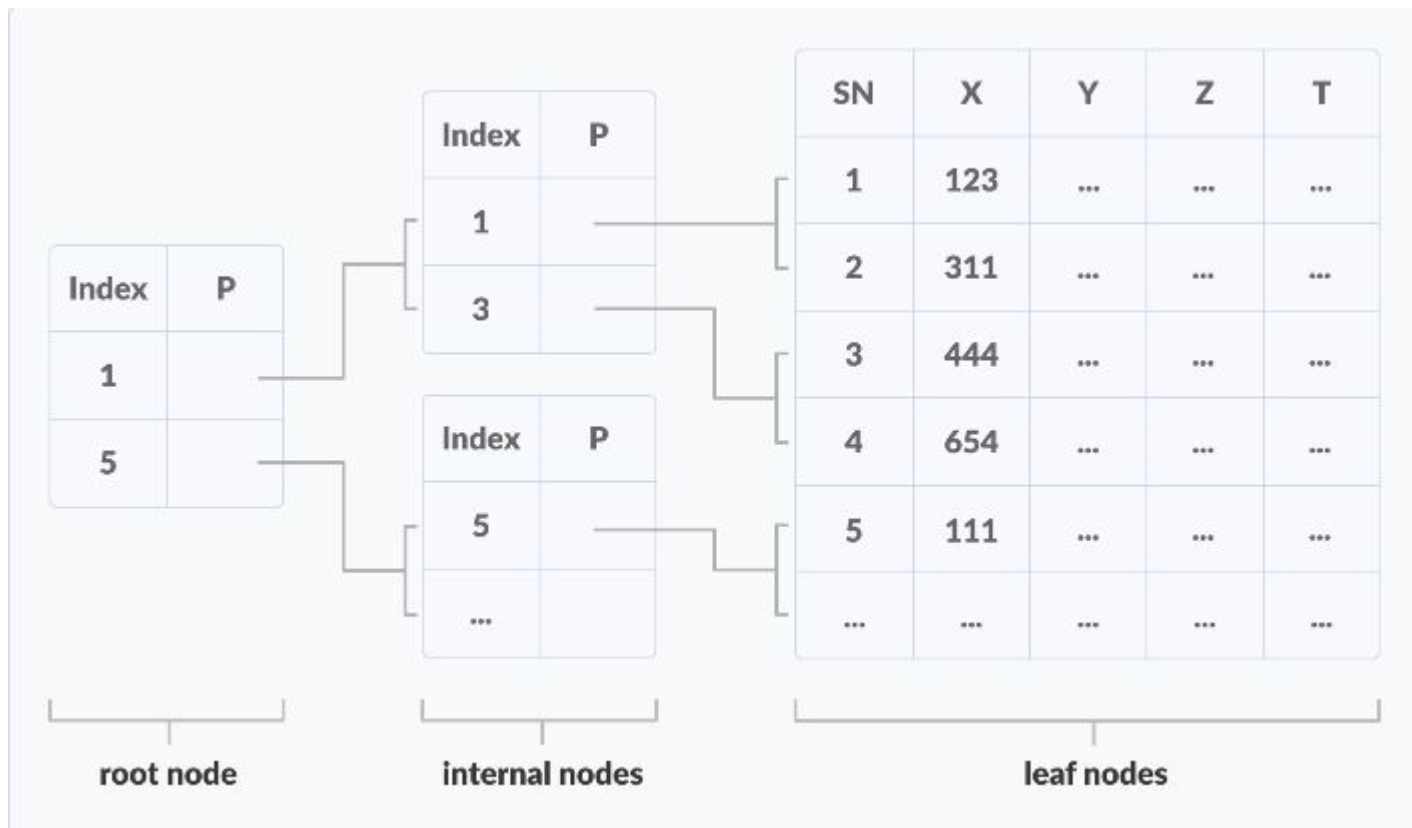 Index P
1
5
Index P
1
3
Index P
5
...
SN X Y Z T
1 123 ... ... ...
2 311 ... ... ...
3 444 ... ... ...
4 654 ... ... ...
5 111 ... ... ...
... ... ... ... ...
root node
internal nodes
leaf nodes